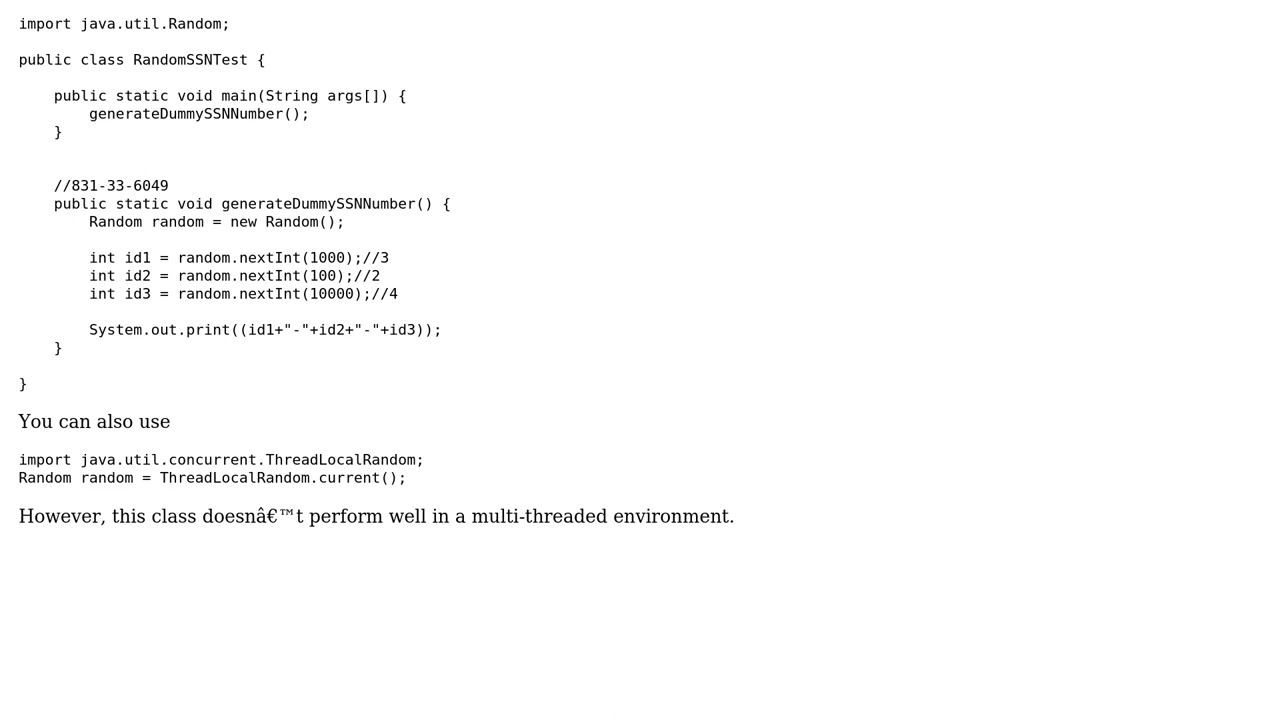 import java.util.Random;
public class RandomSSNTest {
    public static void main(String args[]) {
        generateDummySSNNumber();
    }
    //831-33-6049
    public static void generateDummySSNNumber() {
        Random random = new Random();
        int id1 = random.nextInt(1000);//3
        int id2 = random.nextInt(100);//2
        int id3 = random.nextInt(10000);//4
        System.out.print((id1+"-"+id2+"-"+id3));
    }
}
You can also use
import java.util.concurrent.ThreadLocalRandom;
Random random = ThreadLocalRandom.current();
However, this class doesnâ€™t perform well in a multi-threaded environment.